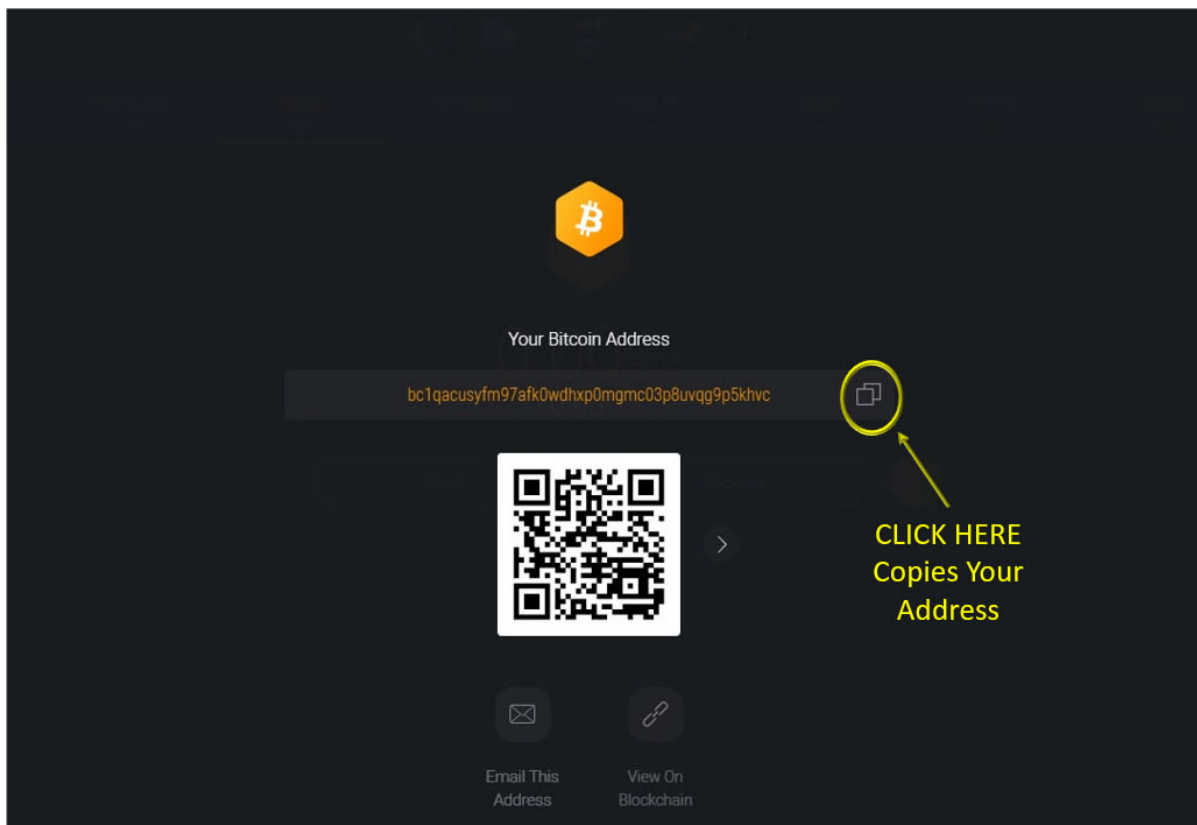 Your Bitcoin Address
bc1qacusyfm97afk0wdhxp0mgmc03p8uvqg9p5khvc
CLICK HERE
Copies Your
Address
Email This
Address
View On
Blockchain